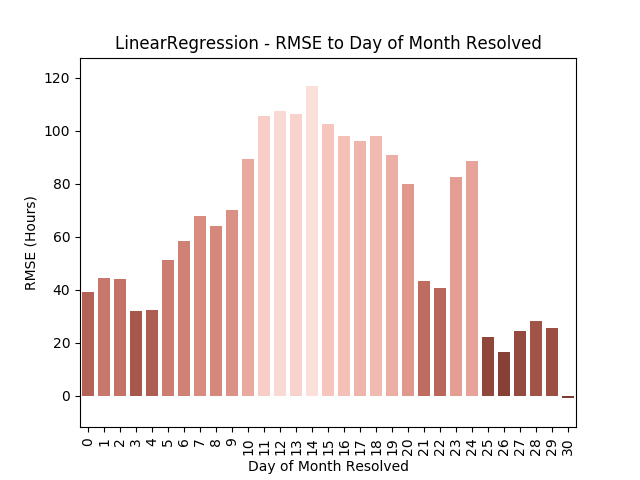 LinearRegression - RMSE to Day of Month Resolved
120
100
80
60
40
20
0
RMSE (Hours)
0 1 2 3 4 5 6 7 8 9 10 11 12 13 14 15 16 17 18 19 20 21 22 23 24 25 26 27 28 29 30
Day of Month Resolved